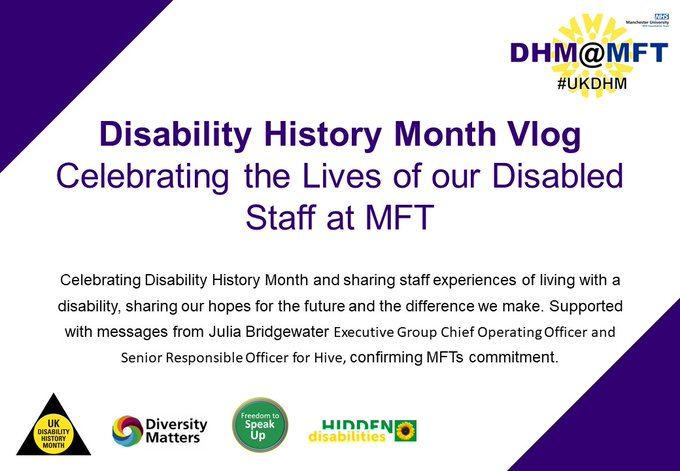 NHS
Manchester University
NHS Foundation Trust
DHM@MFT
#UKDHM
Disability History Month Vlog
Celebrating the Lives of our Disabled
Staff at MFT
Celebrating Disability History Month and sharing staff experiences of living with a
disability, sharing our hopes for the future and the difference we make. Supported
with messages from Julia Bridgewater Executive Group Chief Operating Officer and
Senior Responsible Officer for Hive, confirming MFTs commitment.
UK
DISABILITY
HISTORY
MONTH
Diversity
Matters
Freedom to
Speak
Up
HIDDEN
disabilities